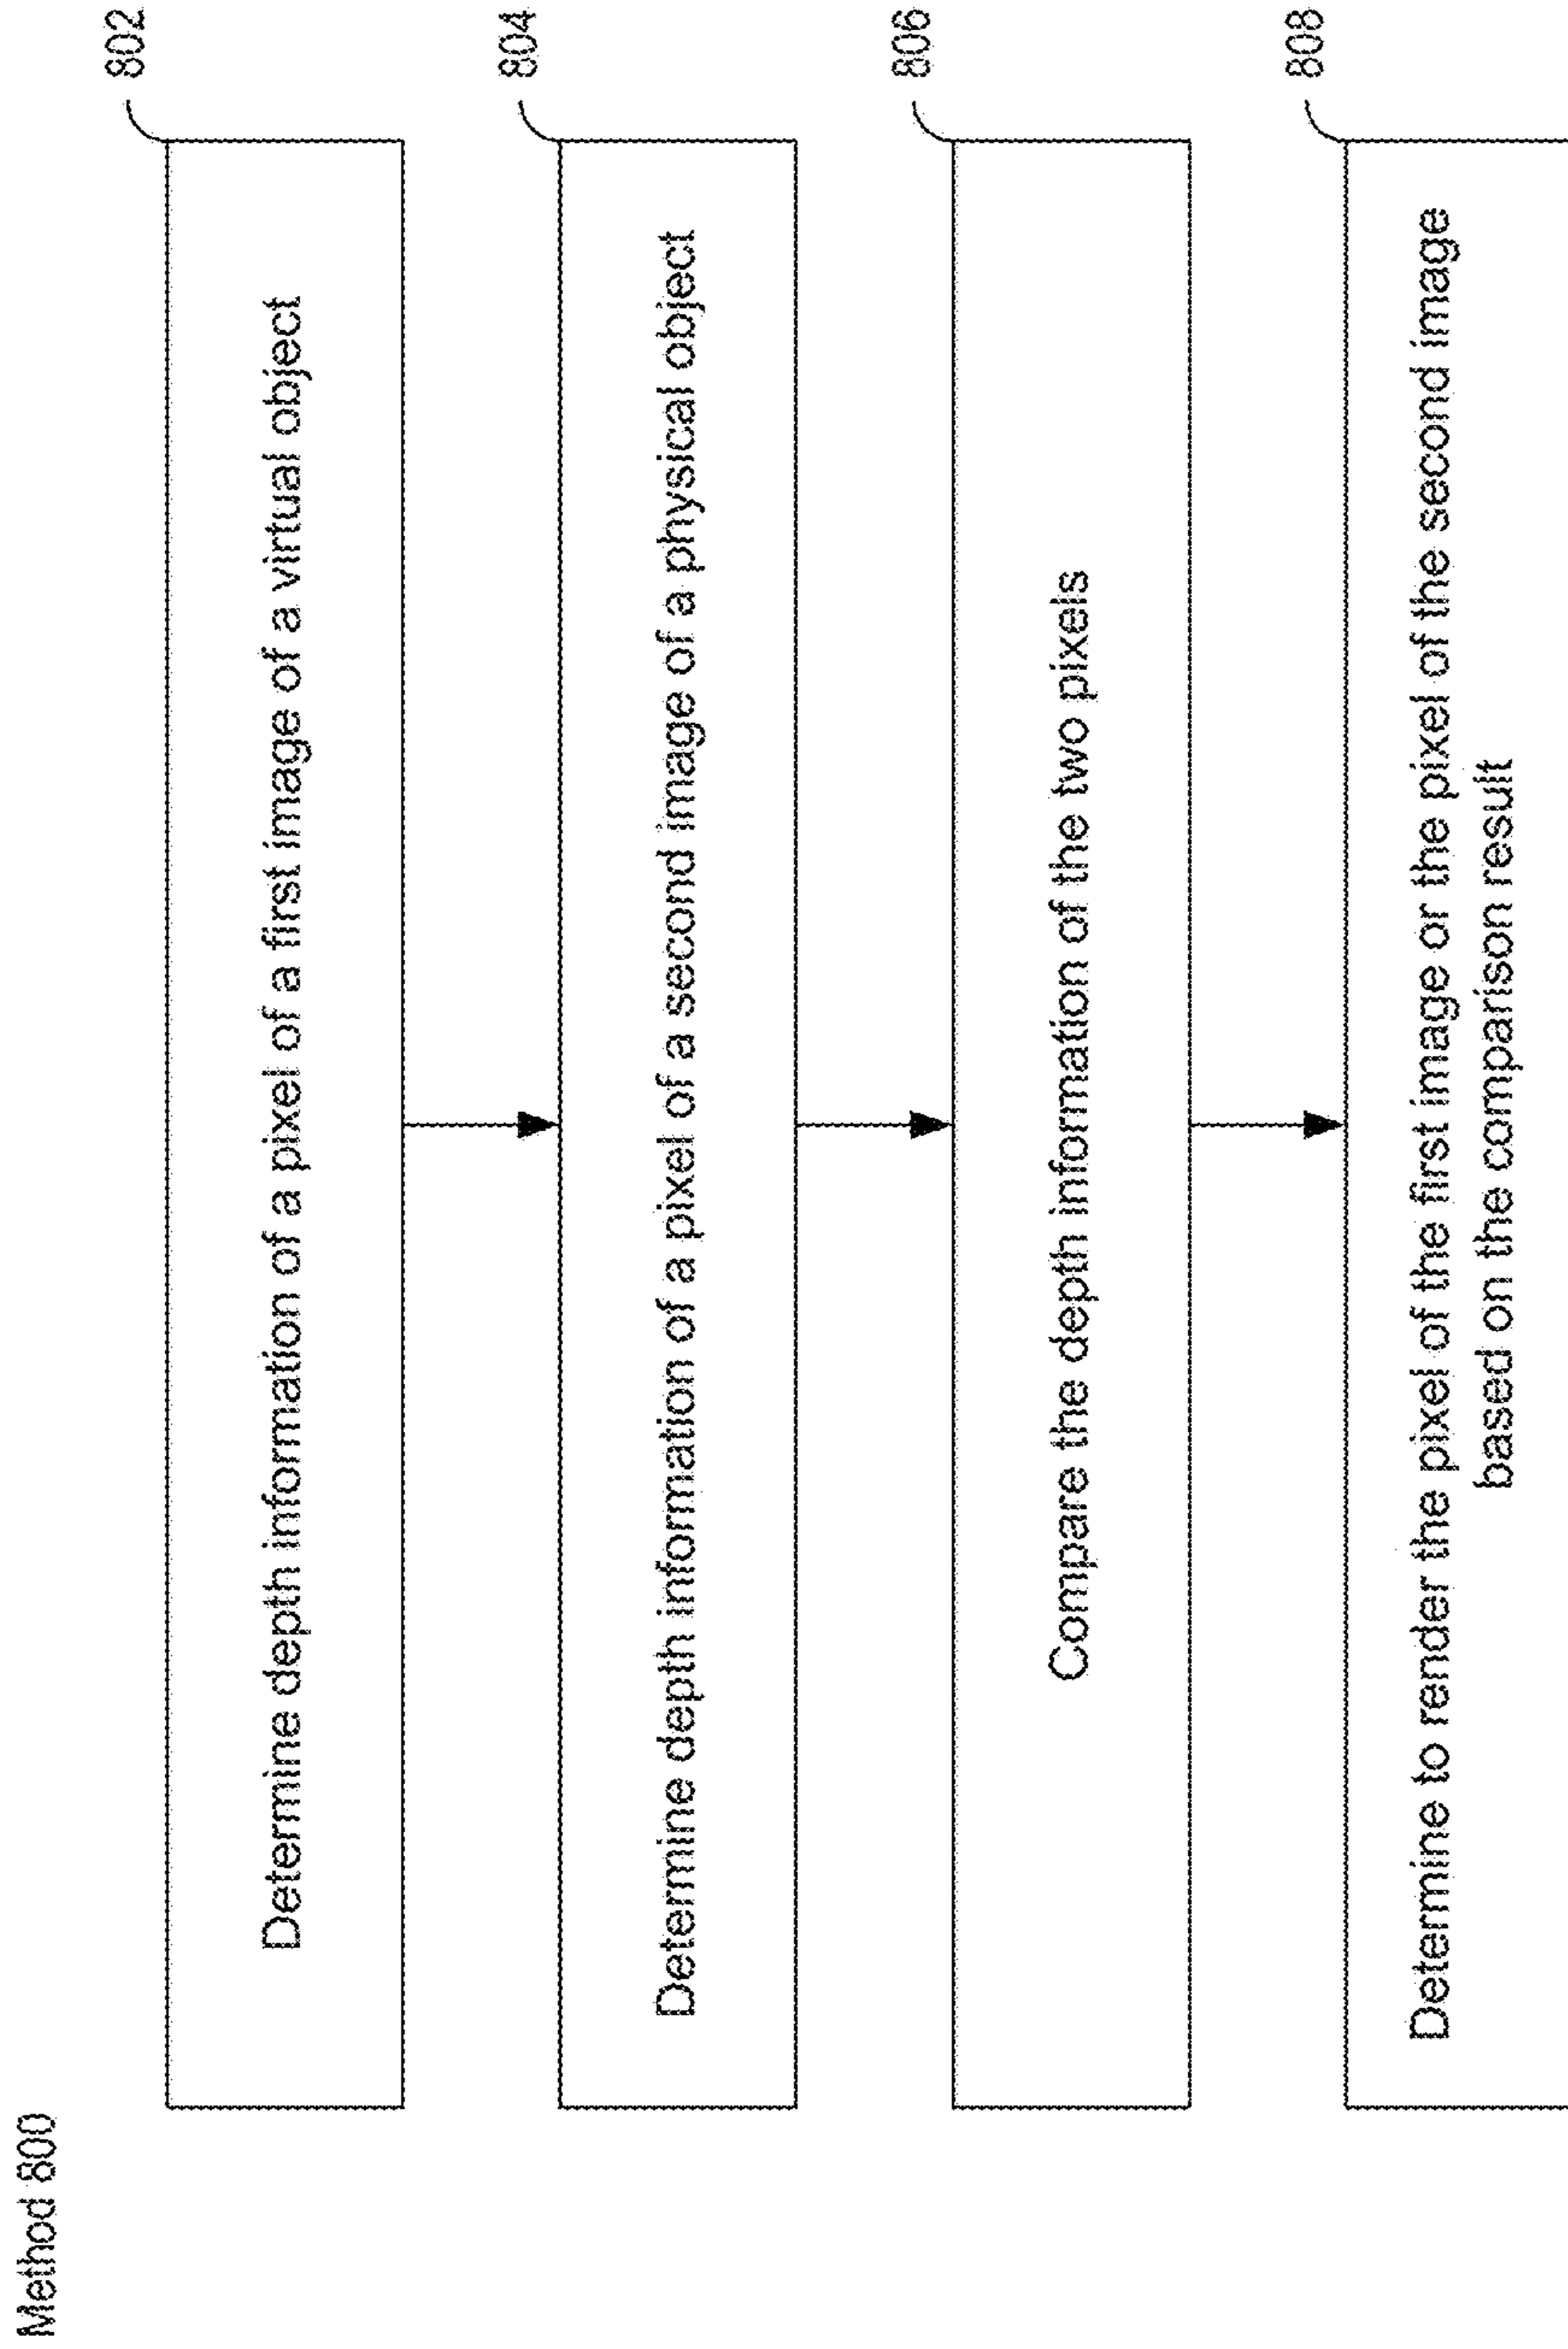 Method 800
802
Determine depth information of a pixel of a first image of a virtual object
804
Determine depth information of a pixel of a second image of a physical object
806
Compare the depth information of the two pixels
808
Determine to render the pixel of the first image or the pixel of the second image
based on the comparison result